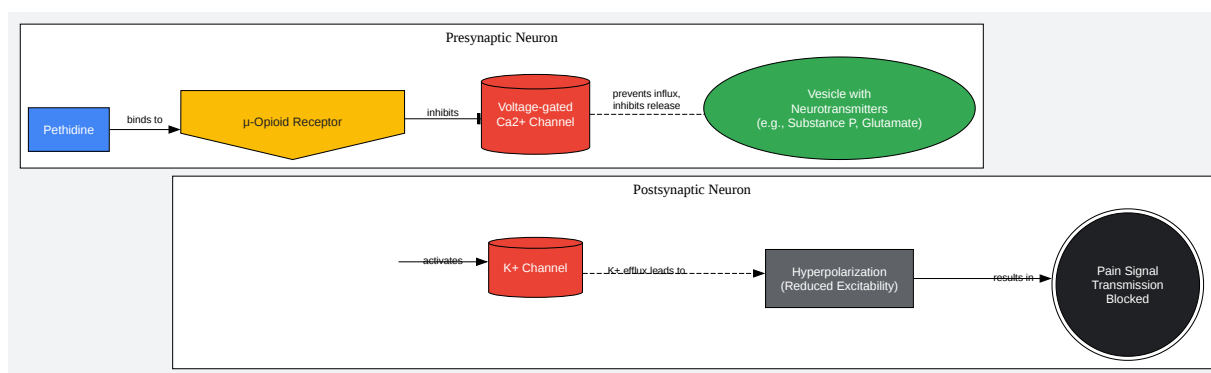 Presynaptic Neuron
Pethidine
binds to
μ-Opioid Receptor
inhibits
Voltage-gated
Ca2+ Channel
prevents influx,
inhibits release
Vesicle with
Neurotransmitters
(e.g., Substance P, Glutamate)
Postsynaptic Neuron
activates
K+ Channel
K+ efflux leads to
Hyperpolarization
(Reduced Excitability)
results in
Pain Signal
Transmission
Blocked